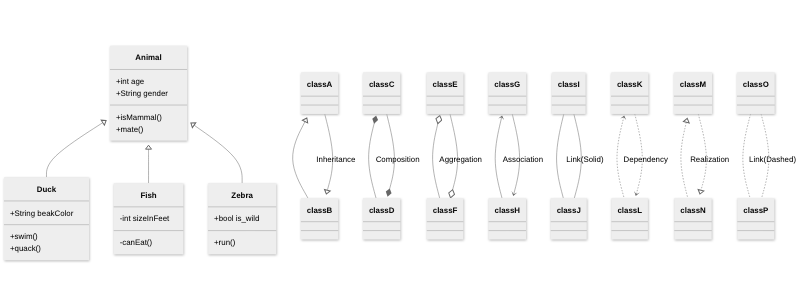 Animal
+int age
+String gender
+isMammal()
+mate()
Duck
+String beakColor
+swim()
+quack()
Fish
-int sizeInFeet
-canEat()
Zebra
+bool is_wild
+run()
classA
classC
classE
classG
classI
classK
classM
classO
Inheritance
Composition
Aggregation
Association
Link(Solid)
Dependency
Realization
Link(Dashed)
classB
classD
classF
classH
classJ
classL
classN
classP